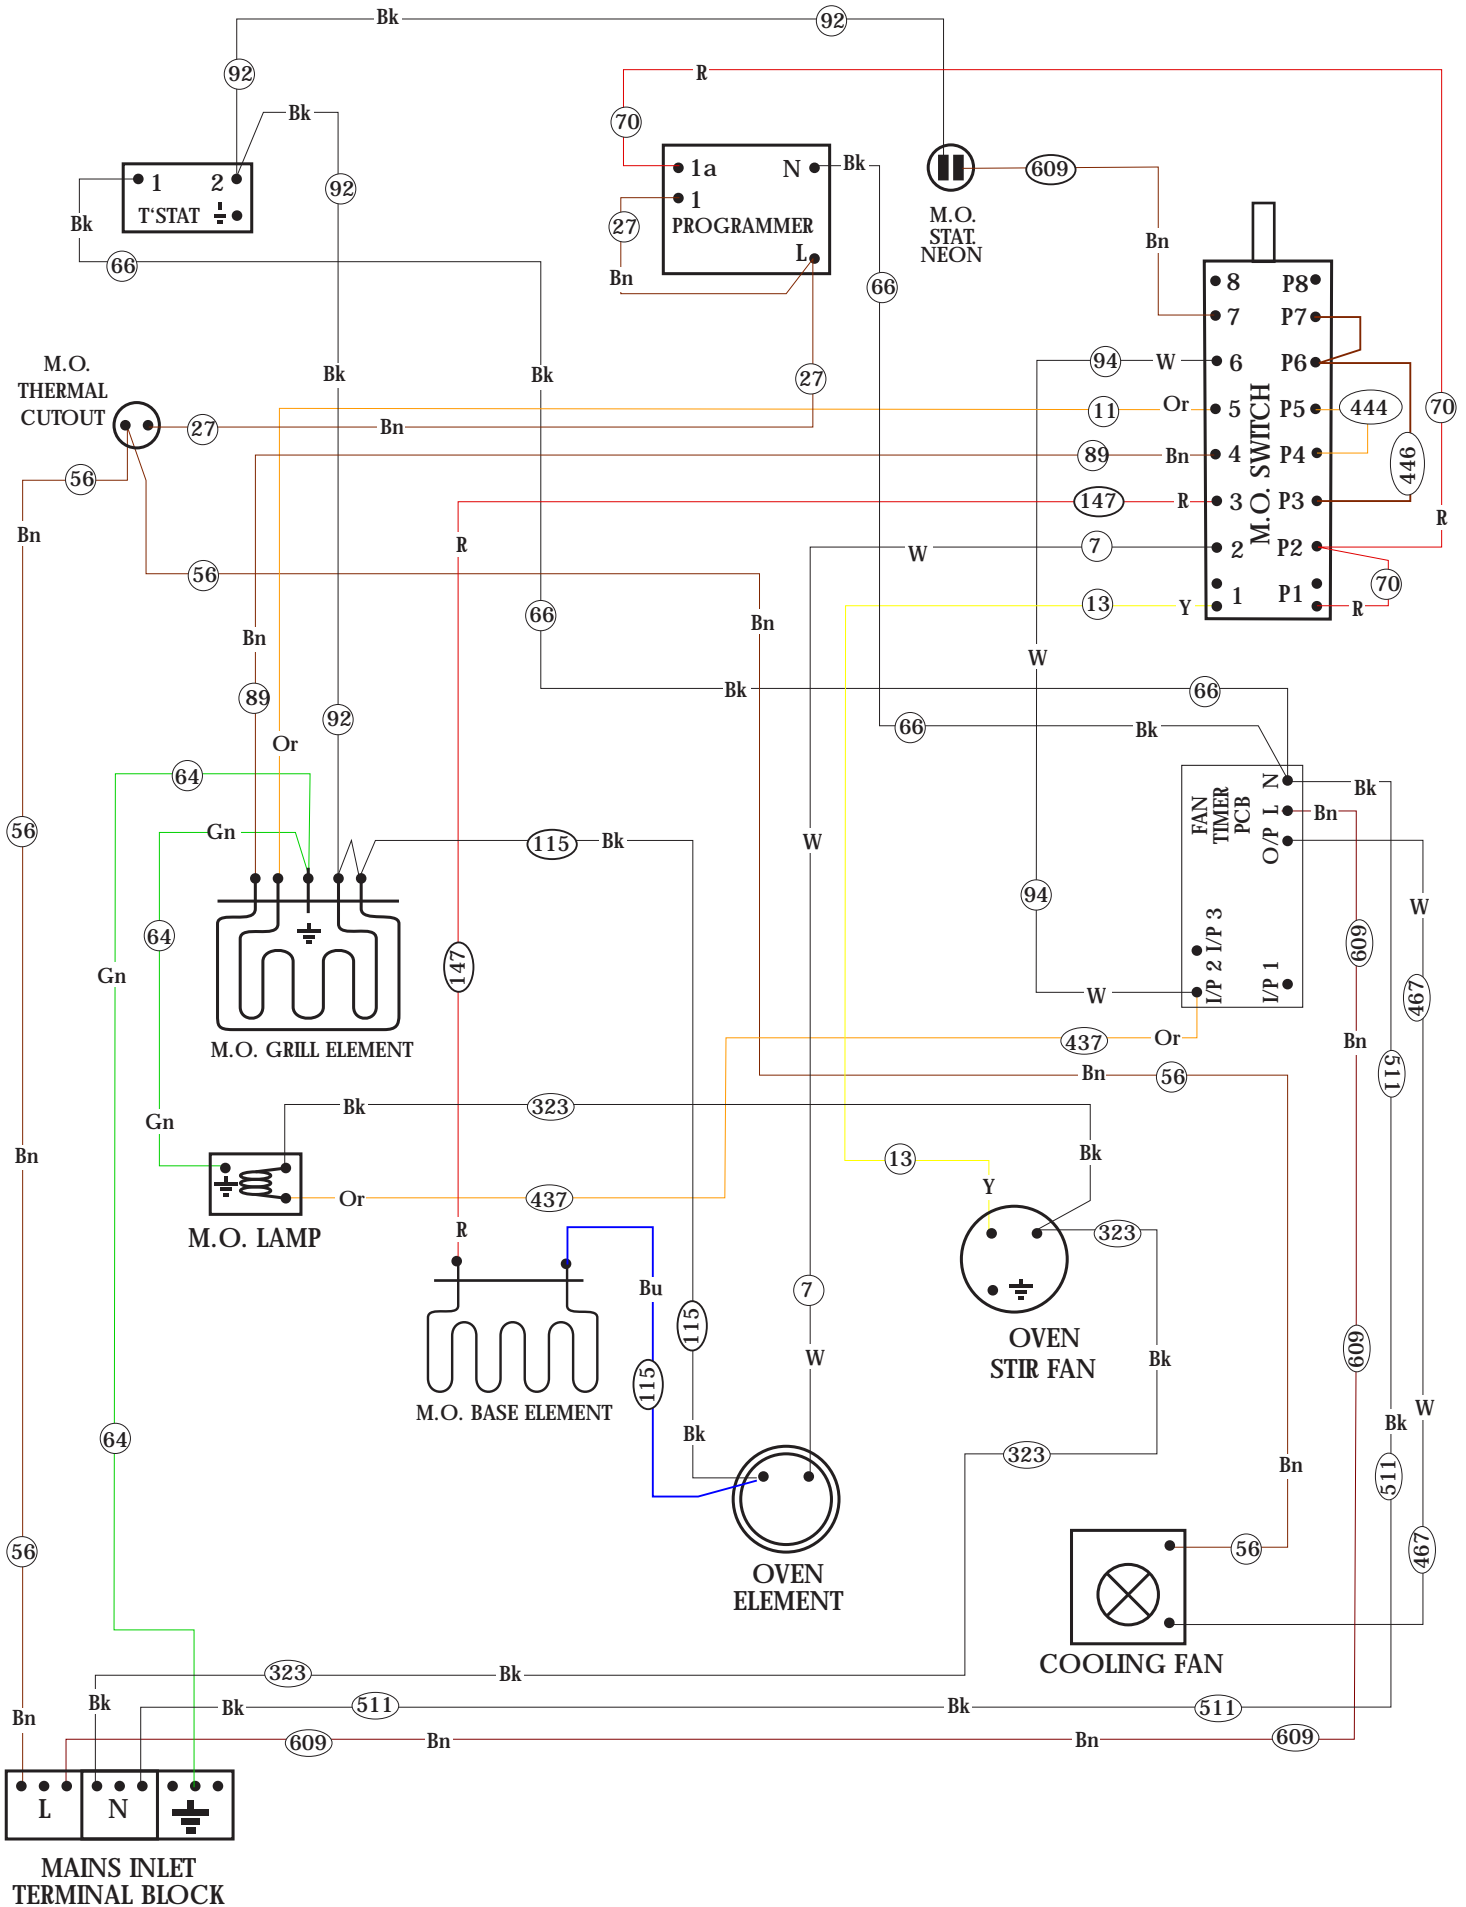 Bk
92
92
R
Bk
70
1a
N
Bk
609
1
2
92
1
T'STAT
Bk
27
PROGRAMMER
M.O.
STAT.
NEON
Bn
66
L
Bn
66
8
P8
7
P7
M.O.
THERMAL
CUTOUT
Bk
Bk
27
94
W
6
P6
27
Bn
11
Or
5
P5
444
70
M.O. SWITCH
56
89
Bn
4
P4
446
147
R
3
P3
Bn
R
W
7
2
P2
R
56
70
66
13
Y
1
P1
R
Bn
Bn
W
89
92
Bk
66
Or
66
Bk
64
FAN
TIMER
PCB
N
Bk
L
Bn
O/P
56
Gn
115
Bk
W
94
W
64
I/P 3
609
Gn
147
I/P 2
I/P 1
W
467
M.O. GRILL ELEMENT
437
Or
Bn
Bn
56
511
Bk
323
Gn
Bk
Bn
13
Or
437
Y
M.O. LAMP
R
323
Bu
7
115
OVEN
STIR FAN
609
W
Bk
115
M.O. BASE ELEMENT
W
Bk
64
Bk
323
Bn
511
56
56
467
OVEN
ELEMENT
COOLING FAN
323
Bk
Bk
Bk
511
Bk
511
Bn
609
Bn
Bn
609
L
N
MAINS INLET
TERMINAL BLOCK